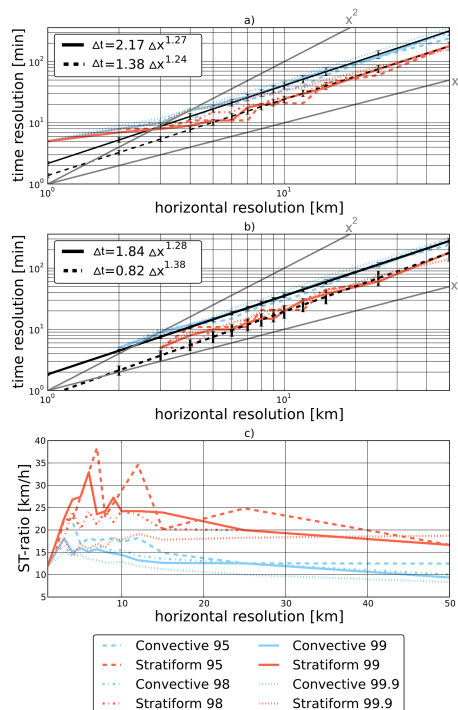 a)
x²
Δt=2.17 Δx^1.27
Δt=1.38 Δx^1.24
x
time resolution [min]
10²
10¹
10⁰
10⁰ 10¹
horizontal resolution [km]
b)
x²
Δt=1.84 Δx^1.28
Δt=0.82 Δx^1.38
x
time resolution [min]
10²
10¹
10⁰
10⁰ 10¹
horizontal resolution [km]
c)
ST-ratio [km/h]
40
35
30
25
20
15
10
5
10 20 30 40 50
horizontal resolution [km]
Convective 95 Convective 99
Stratiform 95 Stratiform 99
Convective 98 Convective 99.9
Stratiform 98 Stratiform 99.9